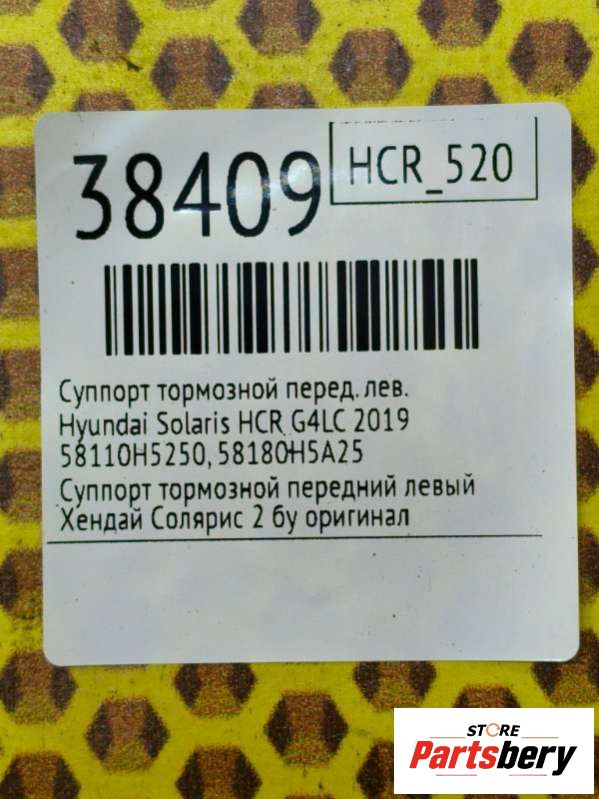 38409
HCR_520
Суппорт тормозной перед. лев.
Hyundai Solaris HCR G4LC 2019
58110H5250, 58180H5A25
Суппорт тормозной передний левый
Хендай Солярис 2 бу оригинал
STORE
Partsbery